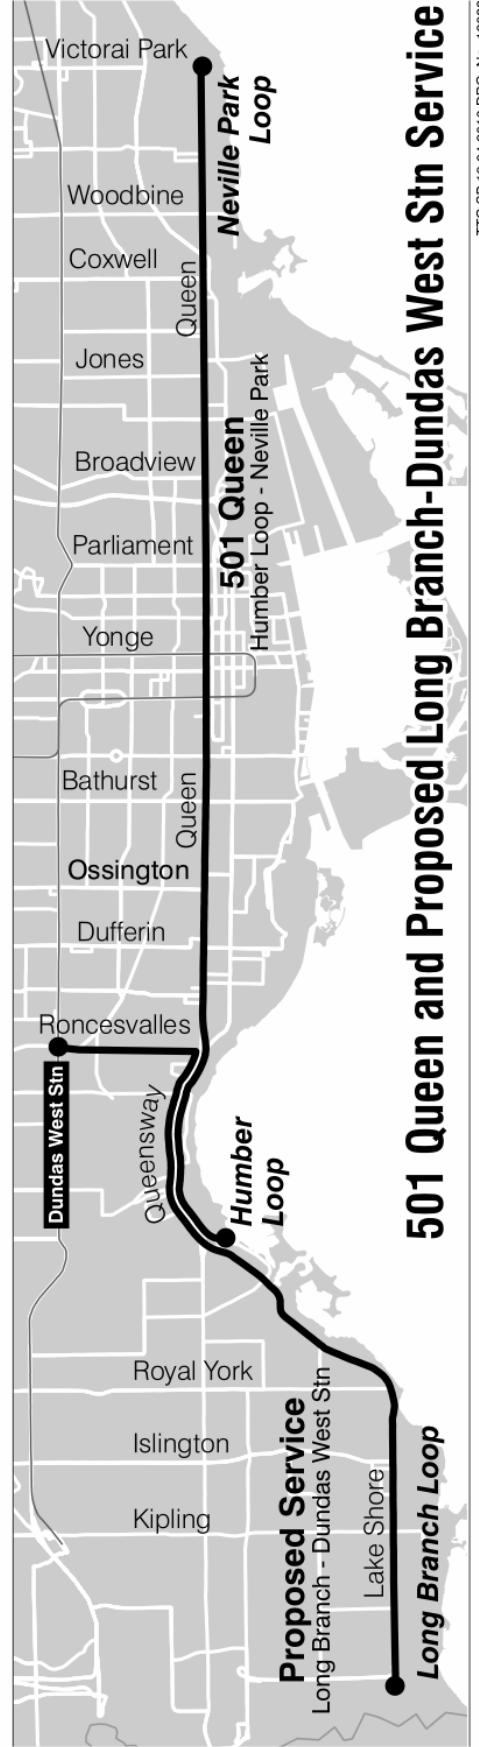 Victorai Park
Neville Park
Loop
Woodbine
Coxwell
Queen
Jones
Broadview
501 Queen
Humber Loop - Neville Park
Parliament
Yonge
Bathurst
Queen
Ossington
Dufferin
Roncesvalles
Dundas West Stn
Queensway
Humber
Loop
Royal York
Islington
Kipling
Proposed Service
Long Branch - Dundas West Stn
Lake Shore
Long Branch Loop
501 Queen and Proposed Long Branch-Dundas West Stn Service